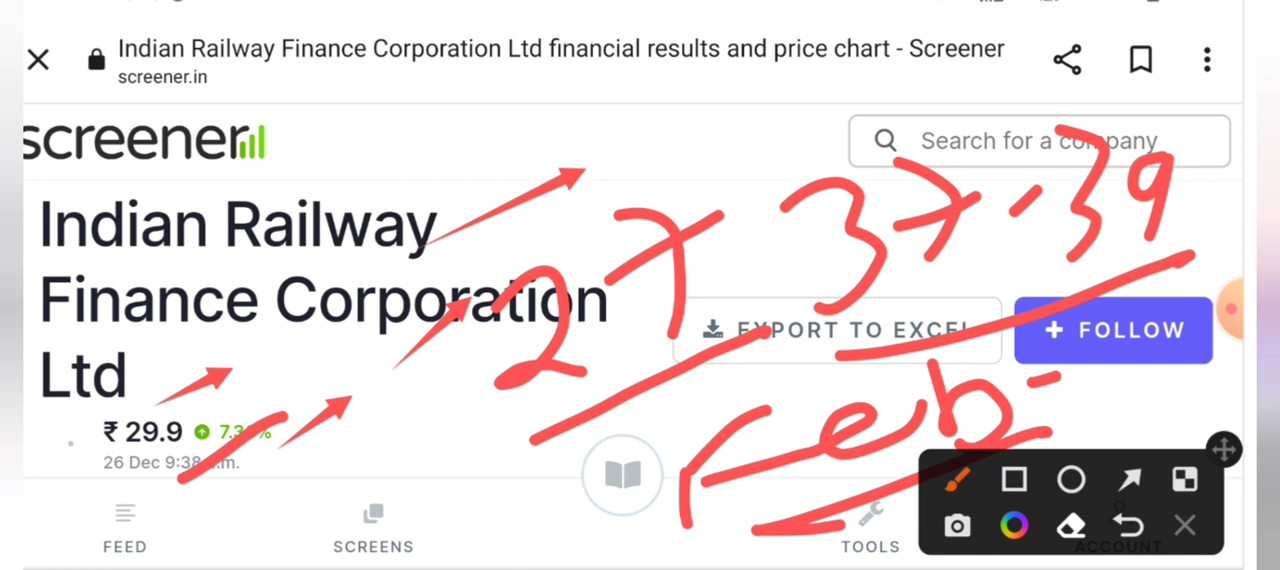 Indian Railway Finance Corporation Ltd financial results and price chart - Screener
screener.in
screener
Search for a company
Indian Railway
Finance Corporation
Ltd
27 37-39
EXPORT TO EXCEL
+ FOLLOW
₹ 29.9
26 Dec 9:38
Feb-
FEED
SCREENS
TOOLS
ACCOUNT